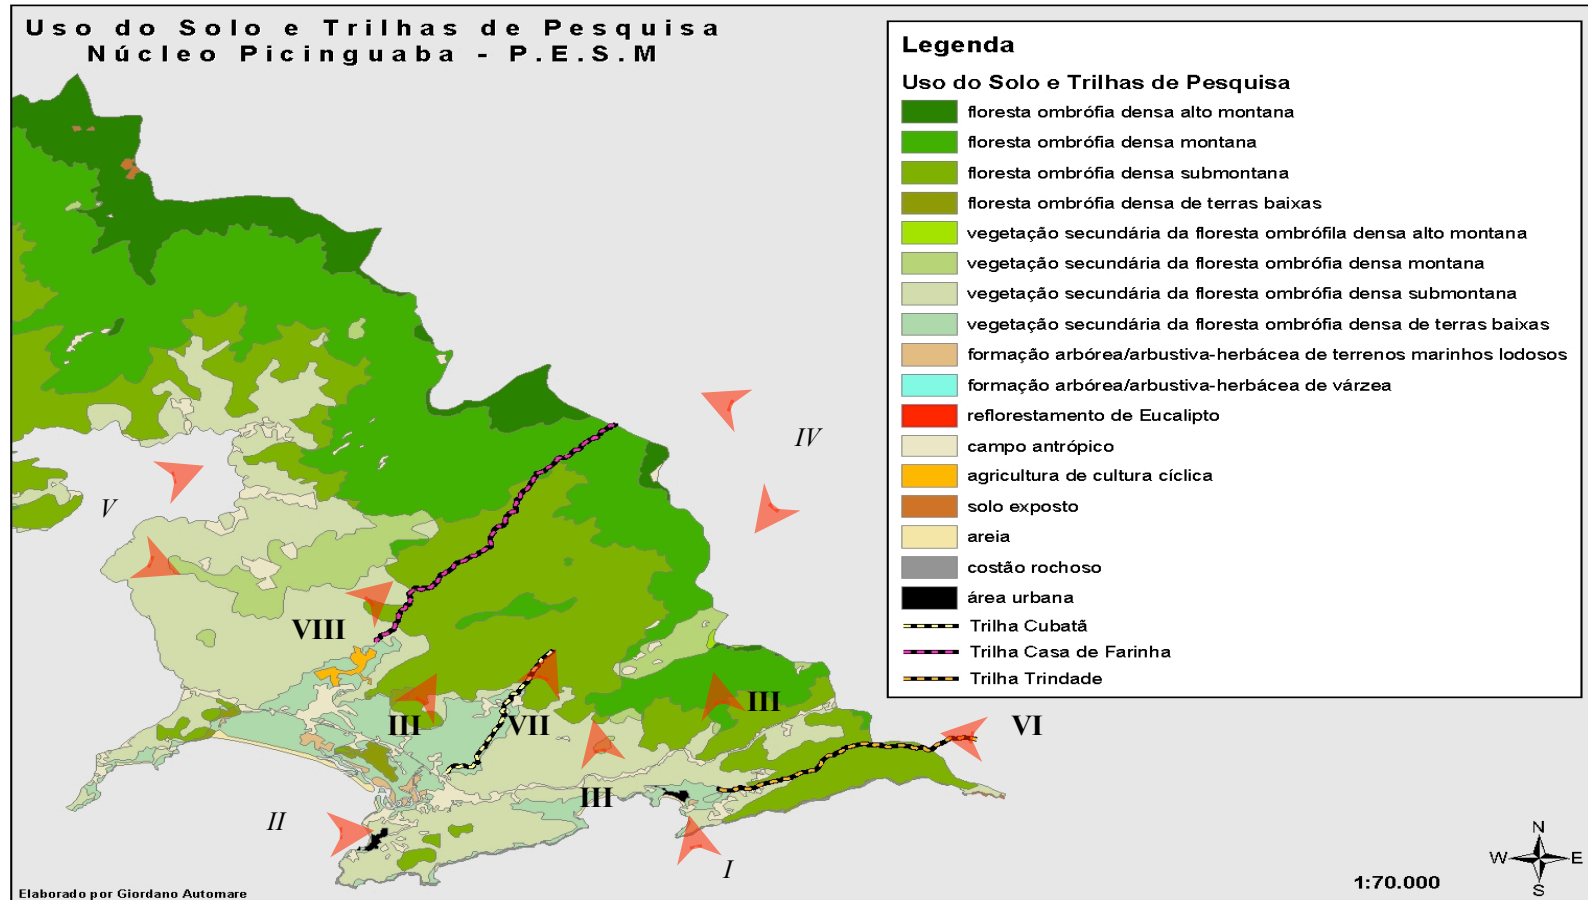 Uso do Solo e Trilhas de Pesquisa
Núcleo Picinguaba - P.E.S.M
Legenda
Uso do Solo e Trilhas de Pesquisa
floresta ombrófia densa alto montana
floresta ombrófia densa montana
floresta ombrófia densa submontana
floresta ombrófia densa de terras baixas
vegetação secundária da floresta ombrófila densa alto montana
vegetação secundária da floresta ombrófia densa montana
vegetação secundária da floresta ombrófia densa submontana
vegetação secundária da floresta ombrófia densa de terras baixas
formação arbórea/arbustiva-herbácea de terrenos marinhos lodosos
formação arbórea/arbustiva-herbácea de várzea
reflorestamento de Eucalipto
campo antrópico
agricultura de cultura cíclica
solo exposto
areia
costão rochoso
área urbana
Trilha Cubatã
Trilha Casa de Farinha
Trilha Trindade
IV
V
VIII
III
VII
III
VI
III
II
I
N
W E
S
1:70.000
Elaborado por Giordano Automare